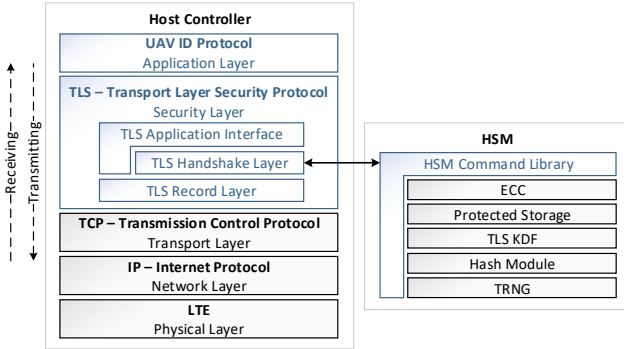 Host Controller
UAV ID Protocol
Application Layer
TLS – Transport Layer Security Protocol
Security Layer
TLS Application Interface
TLS Handshake Layer
TLS Record Layer
TCP – Transmission Control Protocol
Transport Layer
IP – Internet Protocol
Network Layer
LTE
Physical Layer
Receiving
Transmitting
HSM
HSM Command Library
ECC
Protected Storage
TLS KDF
Hash Module
TRNG